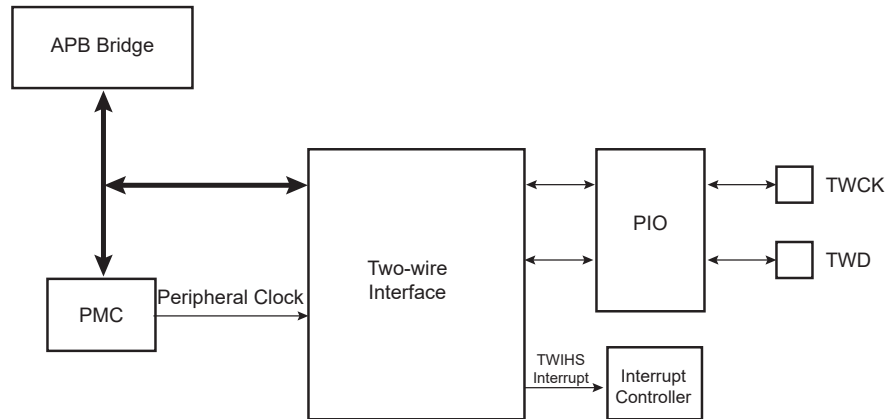 APB Bridge
PMC
Peripheral Clock
Two-wire
Interface
PIO
TWCK
TWD
TWIHS
Interrupt
Interrupt
Controller